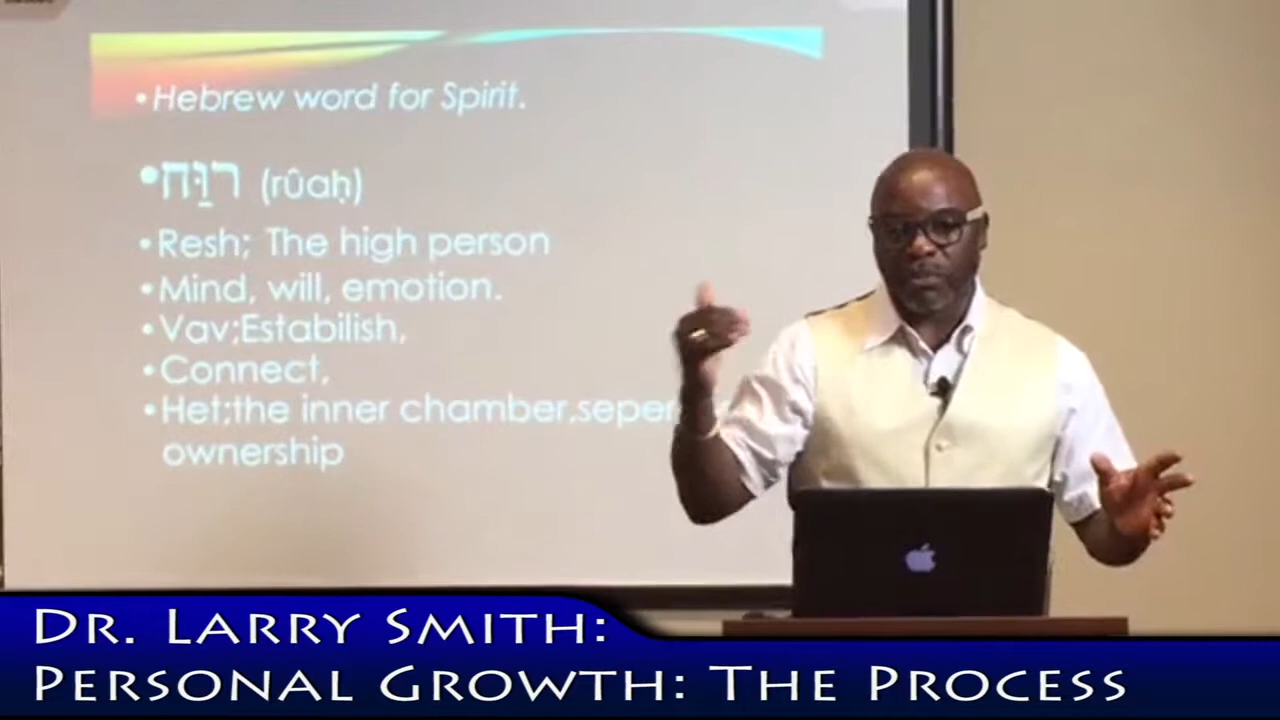 •Hebrew word for Spirit.
•רוּחַ (rûaḥ)
•Resh; The high person
•Mind, will, emotion.
•Vav;Estabilish,
•Connect,
•Het;the inner chamber,
ownership
Dr. Larry Smith:
Personal Growth: The Process